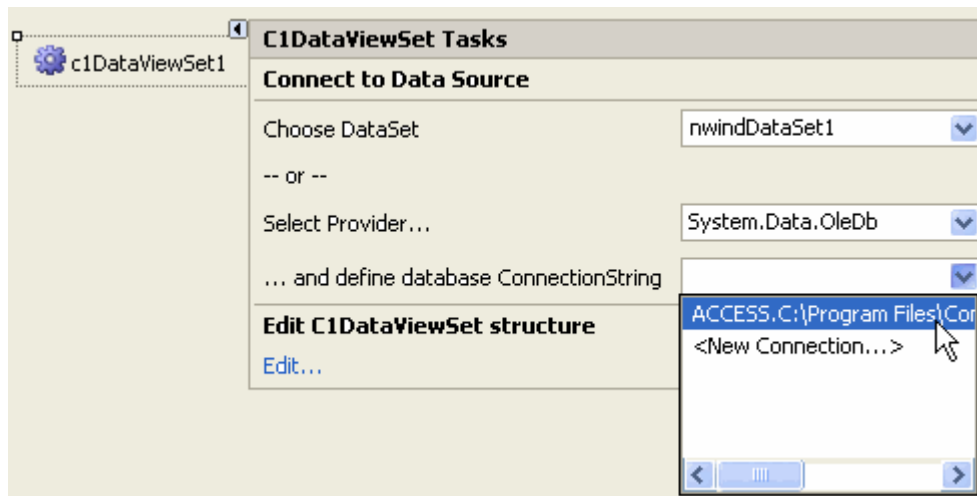 c1DataViewSet1
C1DataViewSet Tasks
Connect to Data Source
Choose DataSet
nwindDataSet1
-- or --
Select Provider...
System.Data.OleDb
... and define database ConnectionString
ACCESS.C:\Program Files\Cor
<New Connection...>
Edit C1DataViewSet structure
Edit...